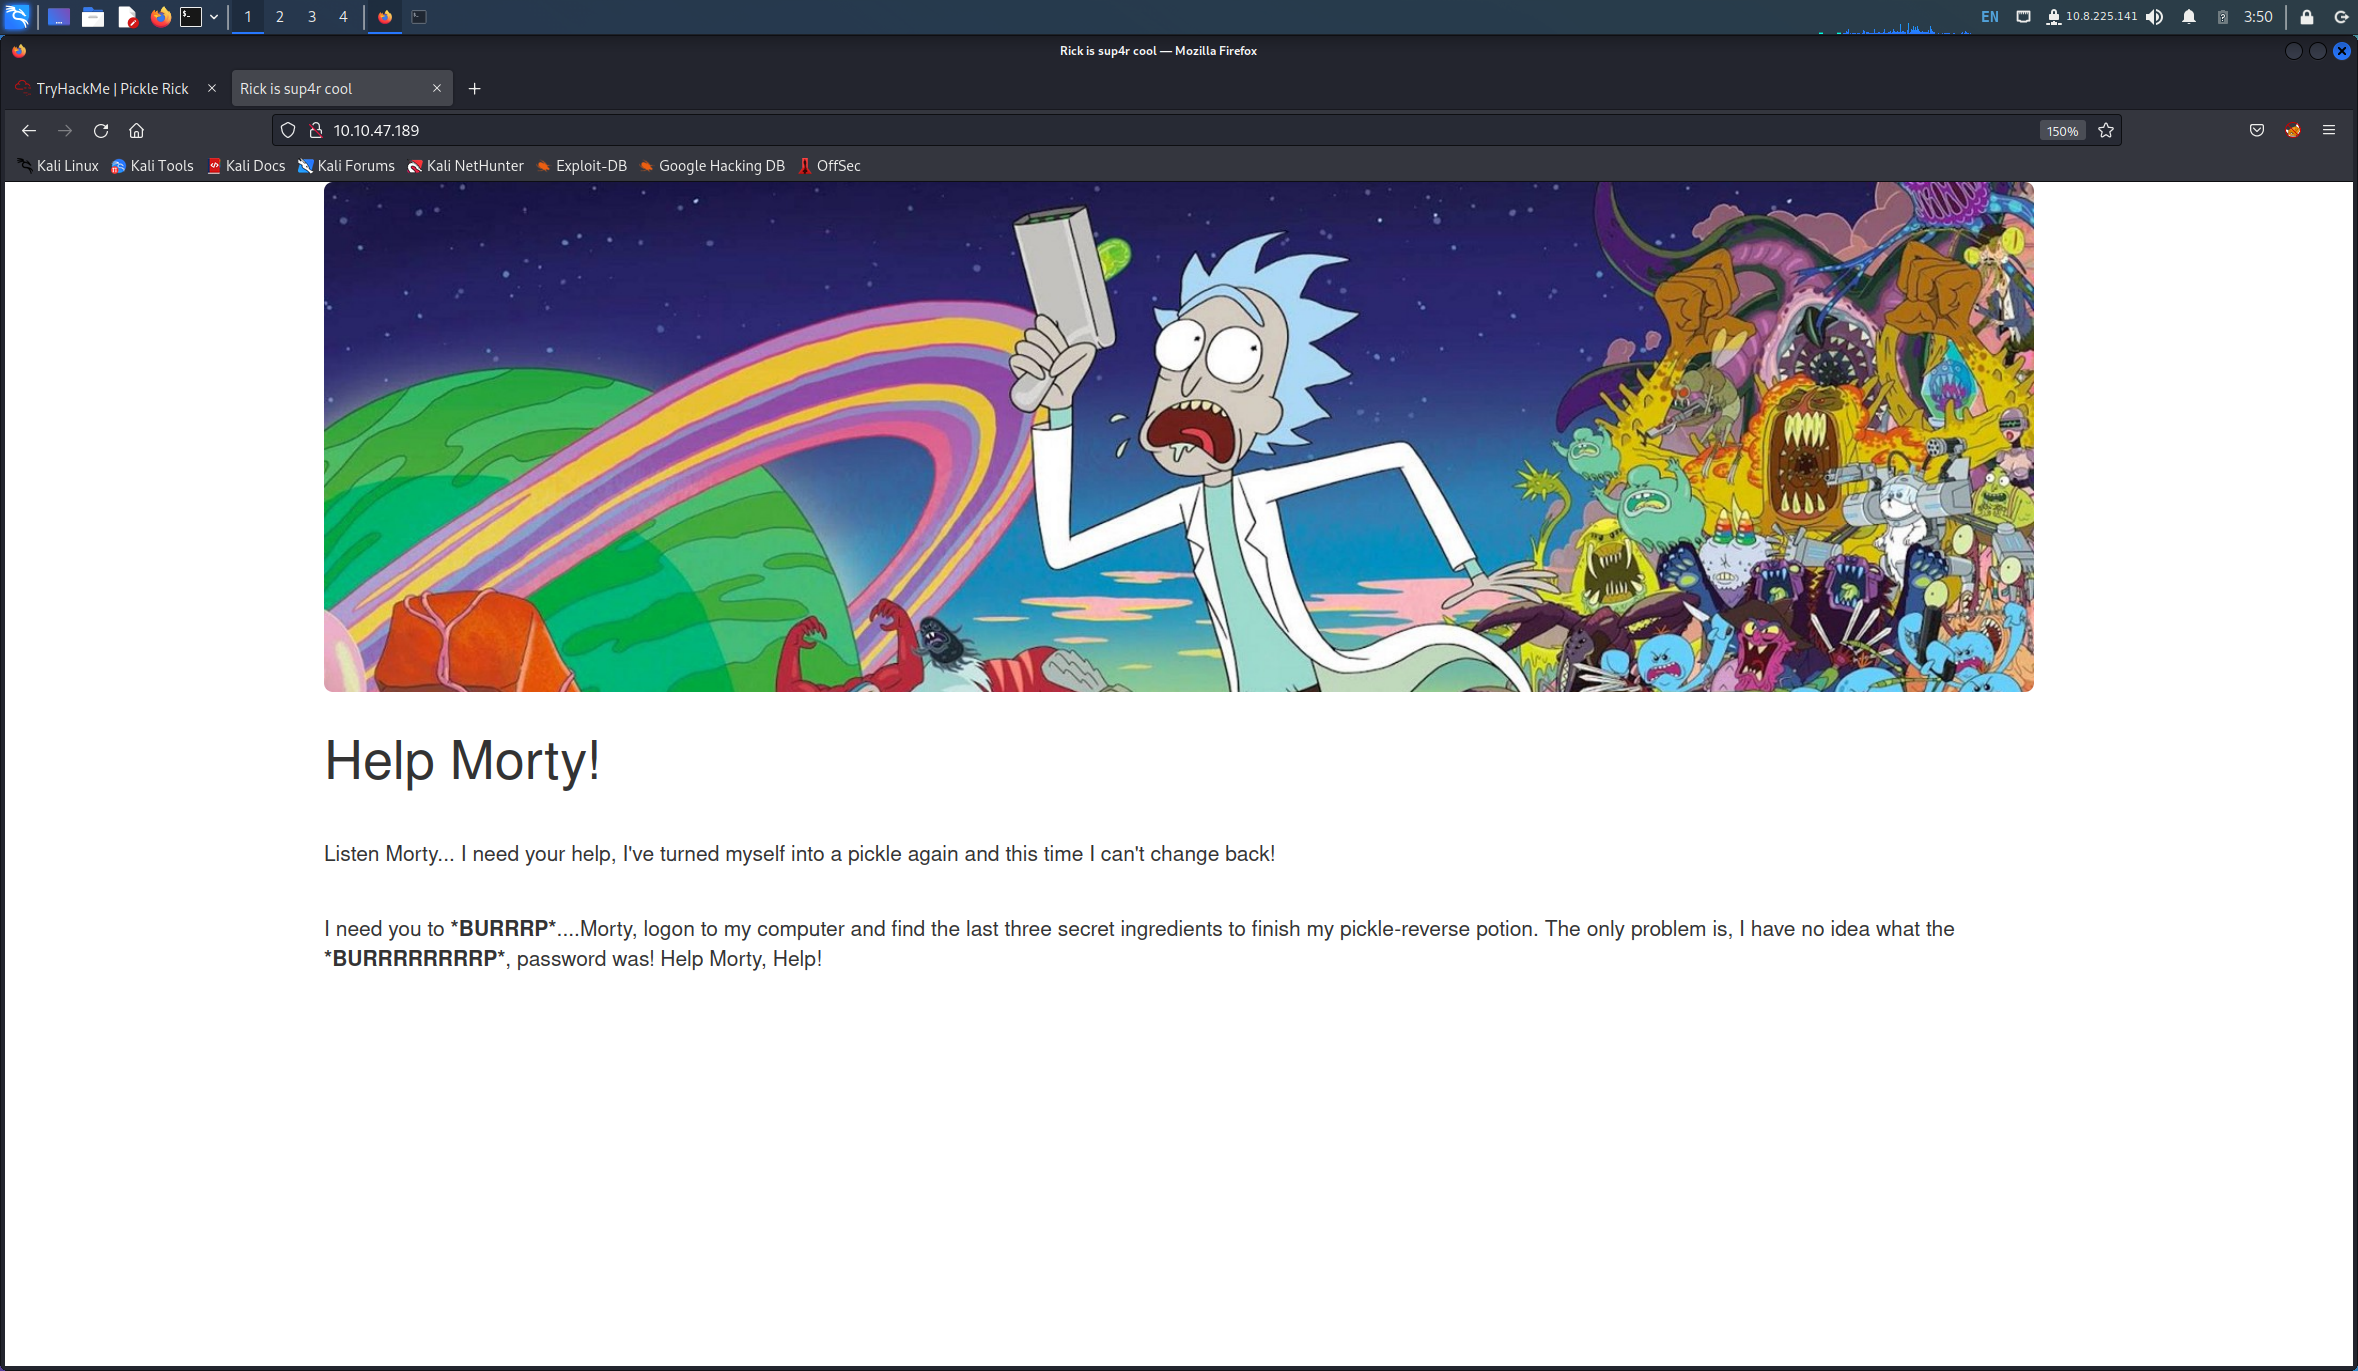 1 2 3 4 EN 10.8.225.141 3:50
Rick is sup4r cool — Mozilla Firefox
TryHackMe | Pickle Rick Rick is sup4r cool
10.10.47.189 150%
Kali Linux Kali Tools Kali Docs Kali Forums Kali NetHunter Exploit-DB Google Hacking DB OffSec
Help Morty!
Listen Morty... I need your help, I've turned myself into a pickle again and this time I can't change back!
I need you to *BURRRP*....Morty, logon to my computer and find the last three secret ingredients to finish my pickle-reverse potion. The only problem is, I have no idea what the
*BURRRRRRRRP*, password was! Help Morty, Help!